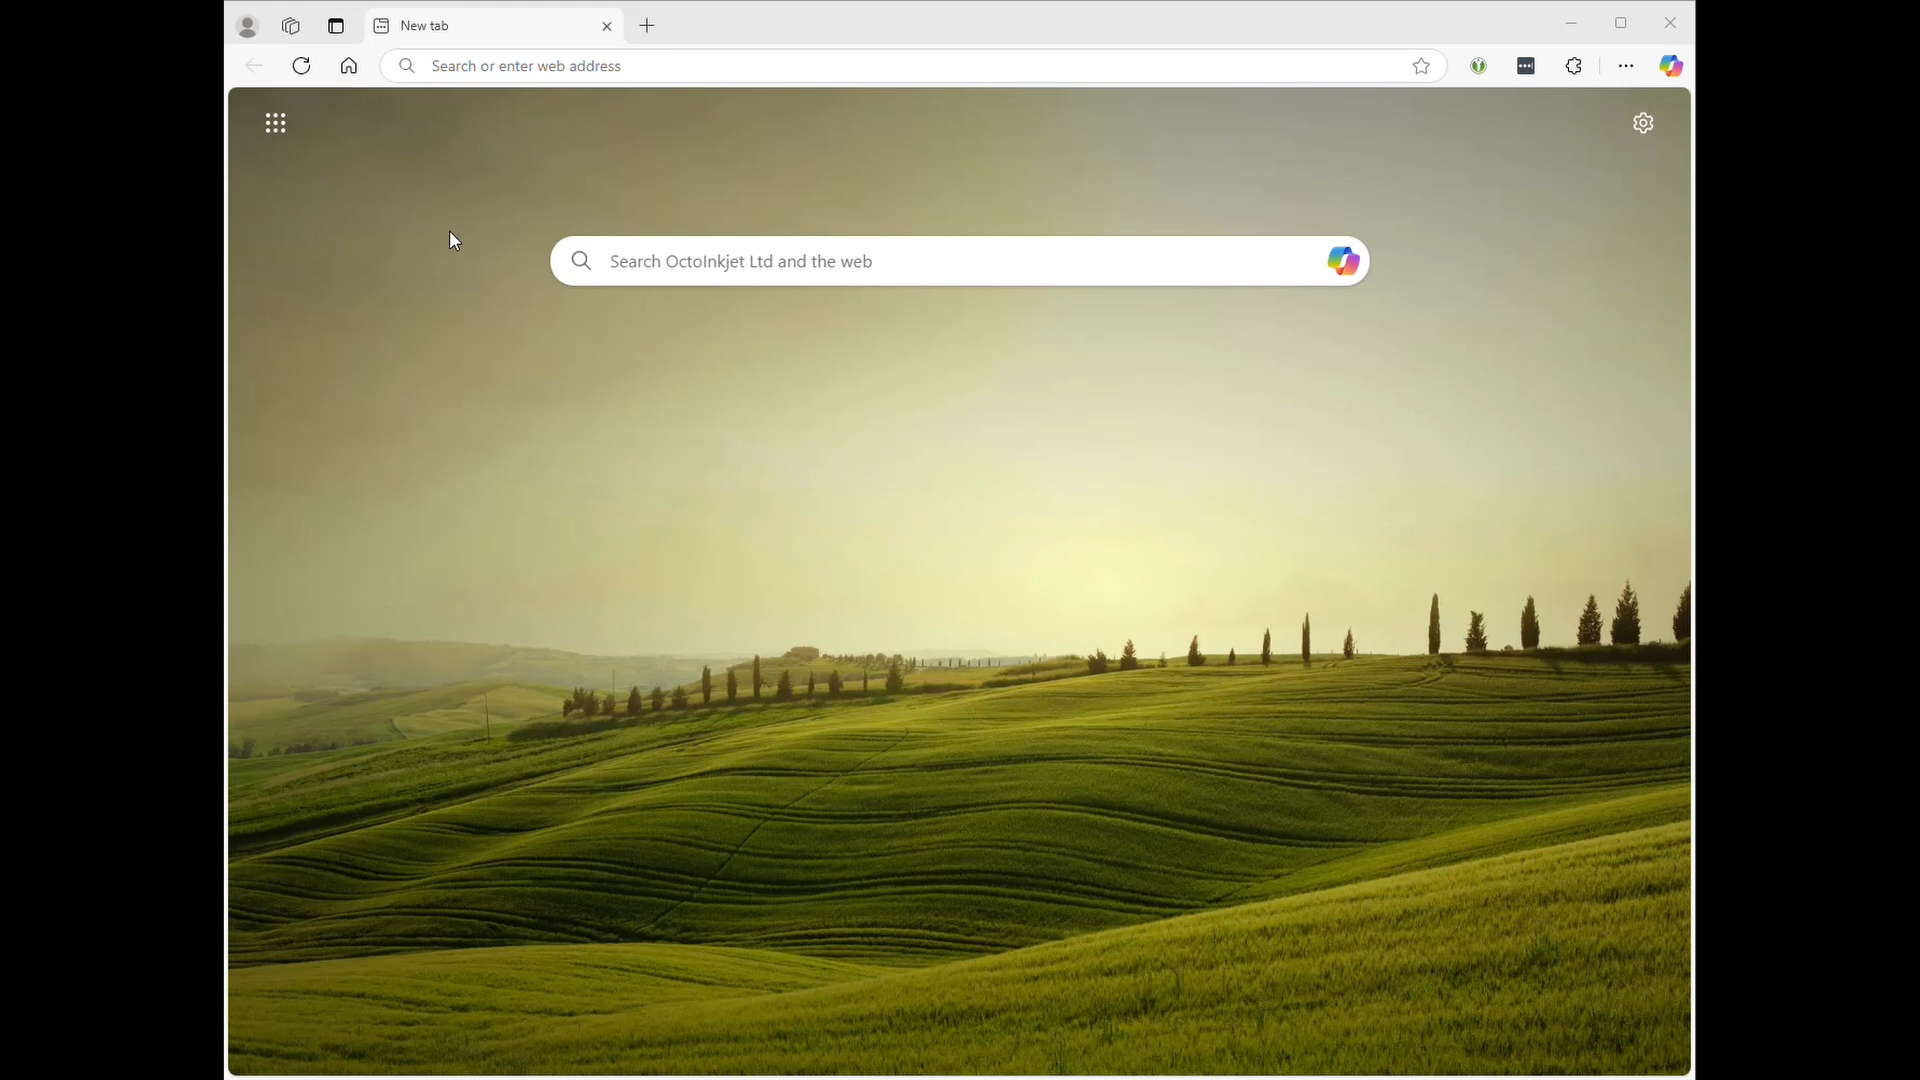 New tab
Search or enter web address
Search OctoInkjet Ltd and the web